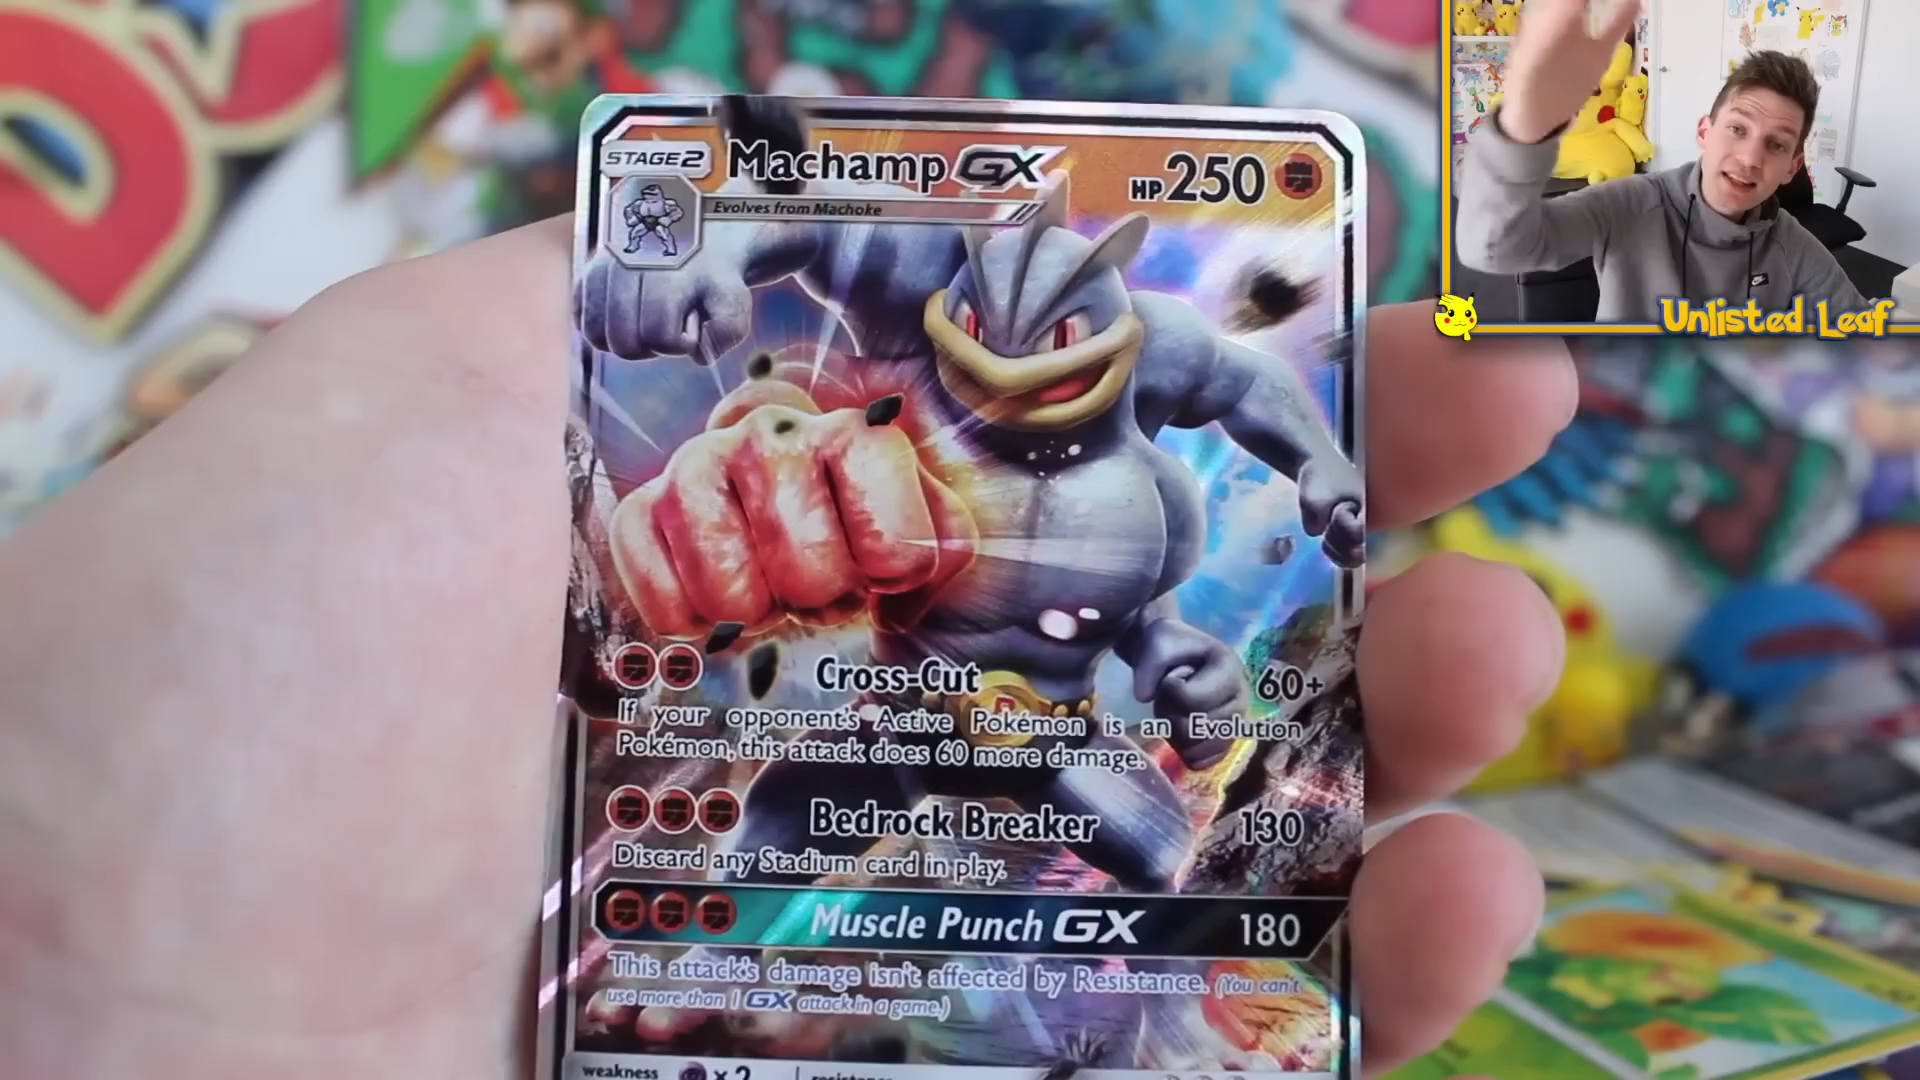 STAGE2 Machamp GX HP 250
Evolves from Machoke
Unlisted.Leaf
Cross-Cut 60+
If your opponent's Active Pokémon is an Evolution
Pokémon, this attack does 60 more damage.
Bedrock Breaker 130
Discard any Stadium card in play.
Muscle Punch GX 180
This attack's damage isn't affected by Resistance. (You can't
use more than 1 GX attack in a game.)
weakness ×2